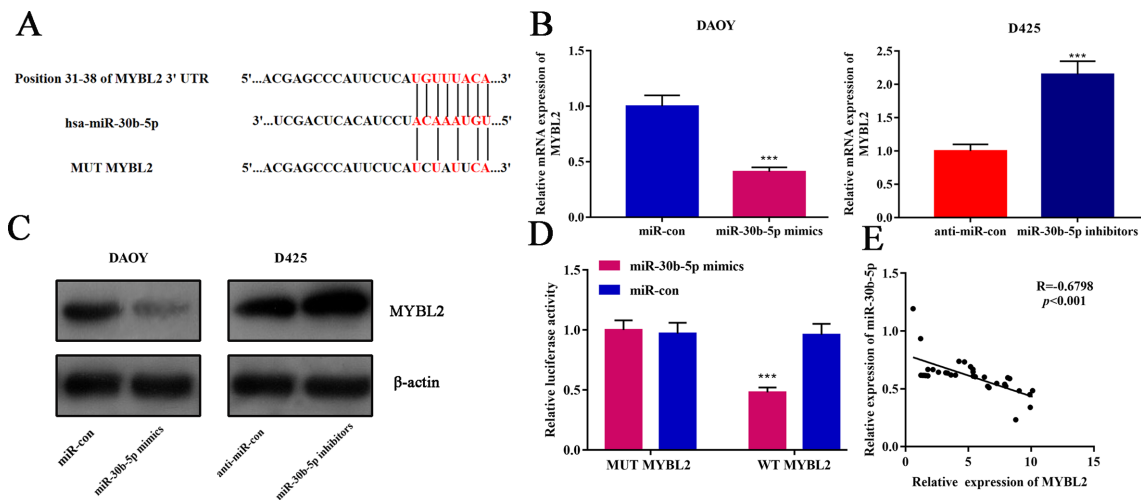 A
Position 31-38 of MYBL2 3' UTR 5'...ACGAGCCCAUUCUCAUGUUUACA...3'
hsa-miR-30b-5p 3'...UCGACUCACAUCCUACAAAUGU...5'
MUT MYBL2 5'...ACGAGCCCAUUCUCAUCUAUUCA...3'
B
DAOY
Relative mRNA expression of
MYBL2
1.5
1.0
0.5
0.0
***
miR-con miR-30b-5p mimics
D425
Relative mRNA expression of
MYBL2
2.5
2.0
1.5
1.0
0.5
0.0
***
anti-miR-con miR-30b-5p inhibitors
C
DAOY D425
MYBL2
β-actin
miR-con
miR-30b-5p mimics
anti-miR-con
miR-30b-5p inhibitors
D
miR-30b-5p mimics
miR-con
Relative luciferase activity
1.5
1.0
0.5
0.0
***
MUT MYBL2 WT MYBL2
E
Relative expression of miR-30b-5p
R=-0.6798
p<0.001
1.5
1.0
0.5
0.0
0 5 10 15
Relative expression of MYBL2